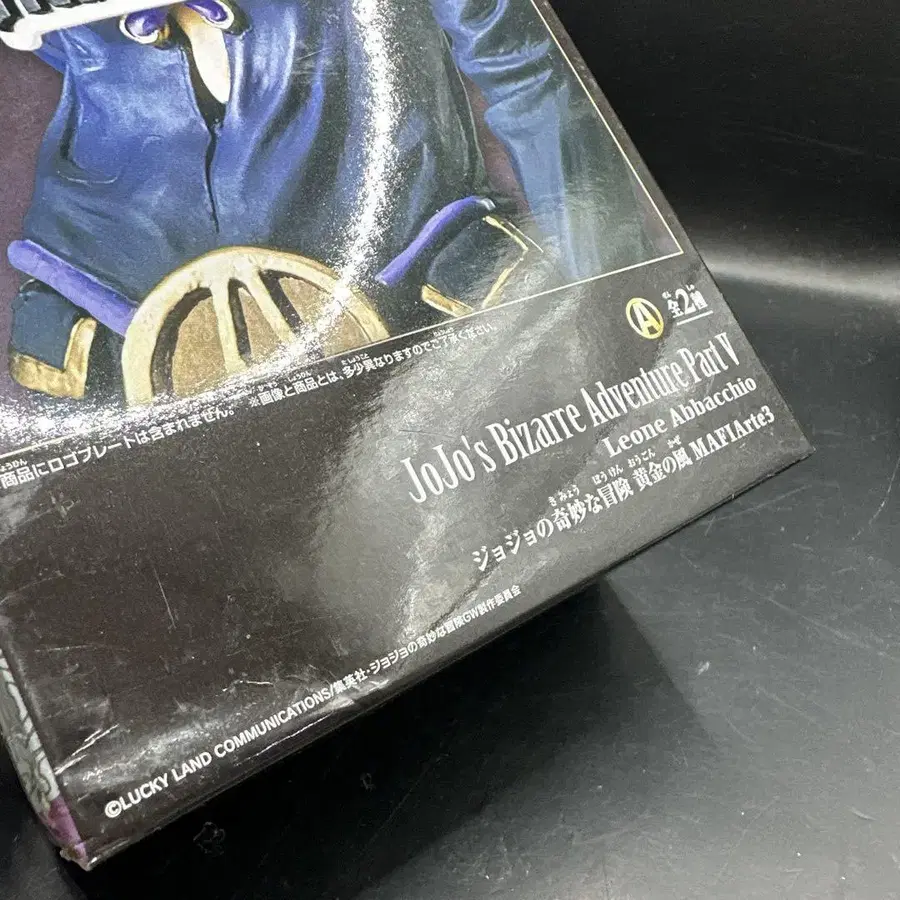 Ⓐ 全2種
※画像と商品とは、多少異なりますのでご了承ください。
商品にロゴプレートは含まれません。
JoJo's Bizarre Adventure Part V
Leone Abbacchio
ジョジョの奇妙な冒険 黄金の風 MAFIArte3
©LUCKY LAND COMMUNICATIONS/集英社・ジョジョの奇妙な冒険GW製作委員会